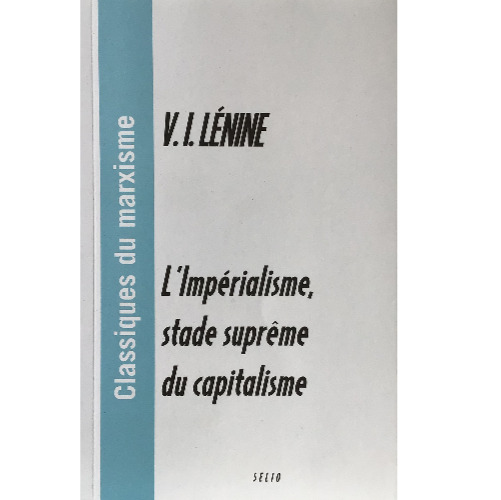 Classiques du marxisme
V. I. LÉNINE
L'Impérialisme,
stade suprême
du capitalisme
SELIO